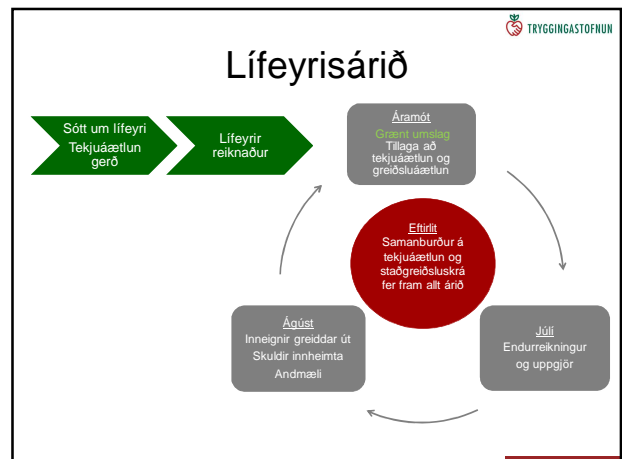 TRYGGINGASTOFNUN
Lífeyrisárið
Sótt um lífeyri
Tekjuáætlun
gerð
Lífeyrir
reiknaður
Áramót
Grænt umslag
Tillaga að
tekjuáætlun og
greiðsluáætlun
Eftirlit
Samanburður á
tekjuáætlun og
staðgreiðsluskrá
fer fram allt árið
Ágúst
Inneignir greiddar út
Skuldir innheimta
Andmæli
Júlí
Endurreikningur
og uppgjör